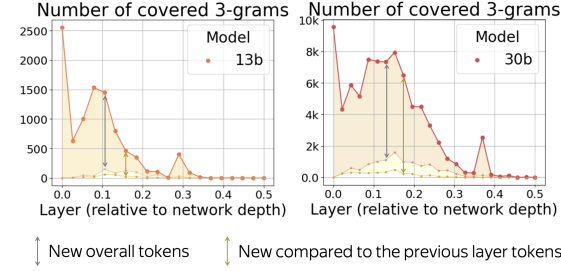 Number of covered 3-grams
Model
13b
2500
2000
1500
1000
500
0
0.0 0.1 0.2 0.3 0.4 0.5
Layer (relative to network depth)
Number of covered 3-grams
Model
30b
10k
8k
6k
4k
2k
0.0
0.0 0.1 0.2 0.3 0.4 0.5
Layer (relative to network depth)
New overall tokens
New compared to the previous layer tokens